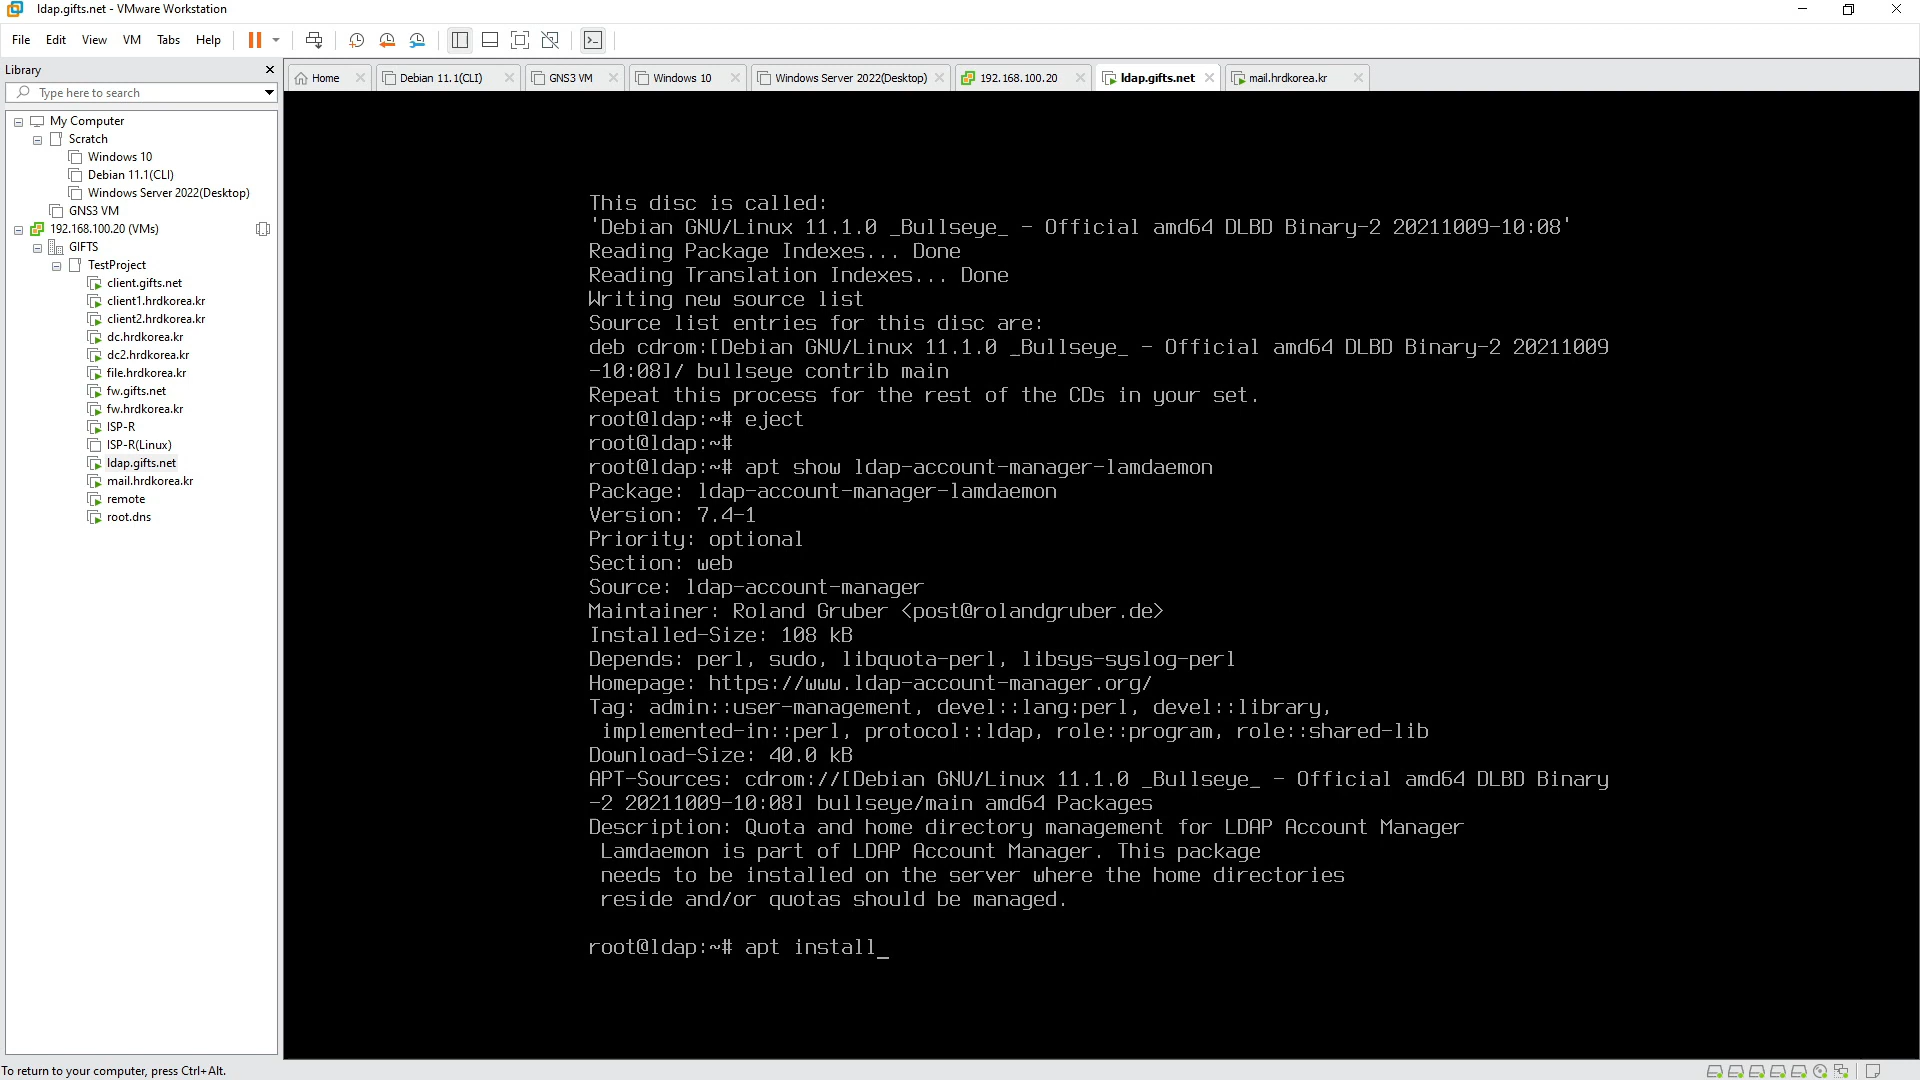 ldap.gifts.net - VMware Workstation
File Edit View VM Tabs Help
Library
Type here to search
My Computer
Scratch
Windows 10
Debian 11.1(CLI)
Windows Server 2022(Desktop)
GNS3 VM
192.168.100.20 (VMs)
GIFTS
TestProject
client.gifts.net
client1.hrdkorea.kr
client2.hrdkorea.kr
dc.hrdkorea.kr
dc2.hrdkorea.kr
file.hrdkorea.kr
fw.gifts.net
fw.hrdkorea.kr
ISP-R
ISP-R(Linux)
ldap.gifts.net
mail.hrdkorea.kr
remote
root.dns
Home Debian 11.1(CLI) GNS3 VM Windows 10 Windows Server 2022(Desktop) 192.168.100.20 ldap.gifts.net mail.hrdkorea.kr
This disc is called:
'Debian GNU/Linux 11.1.0 _Bullseye_ - Official amd64 DLBD Binary-2 20211009-10:08'
Reading Package Indexes... Done
Reading Translation Indexes... Done
Writing new source list
Source list entries for this disc are:
deb cdrom:[Debian GNU/Linux 11.1.0 _Bullseye_ - Official amd64 DLBD Binary-2 20211009
-10:08]/ bullseye contrib main
Repeat this process for the rest of the CDs in your set.
root@ldap:~# eject
root@ldap:~#
root@ldap:~# apt show ldap-account-manager-lamdaemon
Package: ldap-account-manager-lamdaemon
Version: 7.4-1
Priority: optional
Section: web
Source: ldap-account-manager
Maintainer: Roland Gruber <post@rolandgruber.de>
Installed-Size: 108 kB
Depends: perl, sudo, libquota-perl, libsys-syslog-perl
Homepage: https://www.ldap-account-manager.org/
Tag: admin::user-management, devel::lang:perl, devel::library,
implemented-in::perl, protocol::ldap, role::program, role::shared-lib
Download-Size: 40.0 kB
APT-Sources: cdrom://[Debian GNU/Linux 11.1.0 _Bullseye_ - Official amd64 DLBD Binary
-2 20211009-10:08] bullseye/main amd64 Packages
Description: Quota and home directory management for LDAP Account Manager
Lamdaemon is part of LDAP Account Manager. This package
needs to be installed on the server where the home directories
reside and/or quotas should be managed.
root@ldap:~# apt install_
To return to your computer, press Ctrl+Alt.